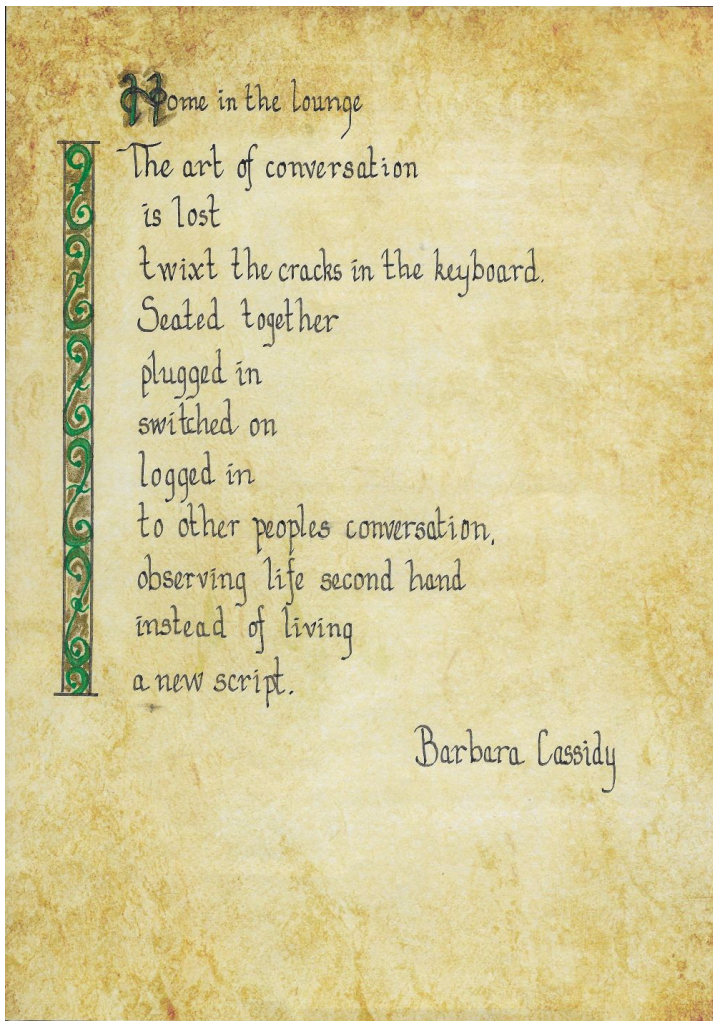 Home in the lounge
The art of conversation
is lost
twixt the cracks in the keyboard.
Seated together
plugged in
switched on
logged in
to other peoples conversation,
observing life second hand
instead of living
a new script.
Barbara Cassidy